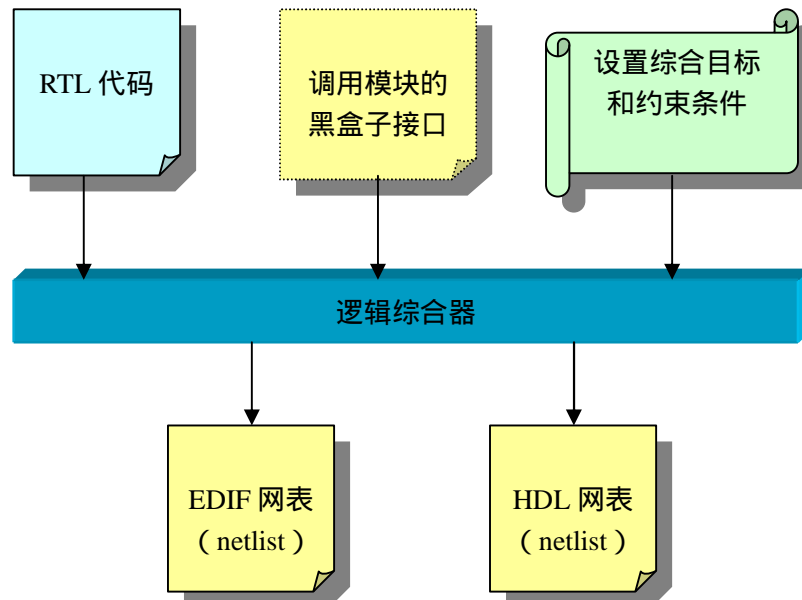 RTL 代码
调用模块的
黑盒子接口
设置综合目标
和约束条件
逻辑综合器
EDIF 网表
（netlist）
HDL 网表
（netlist）